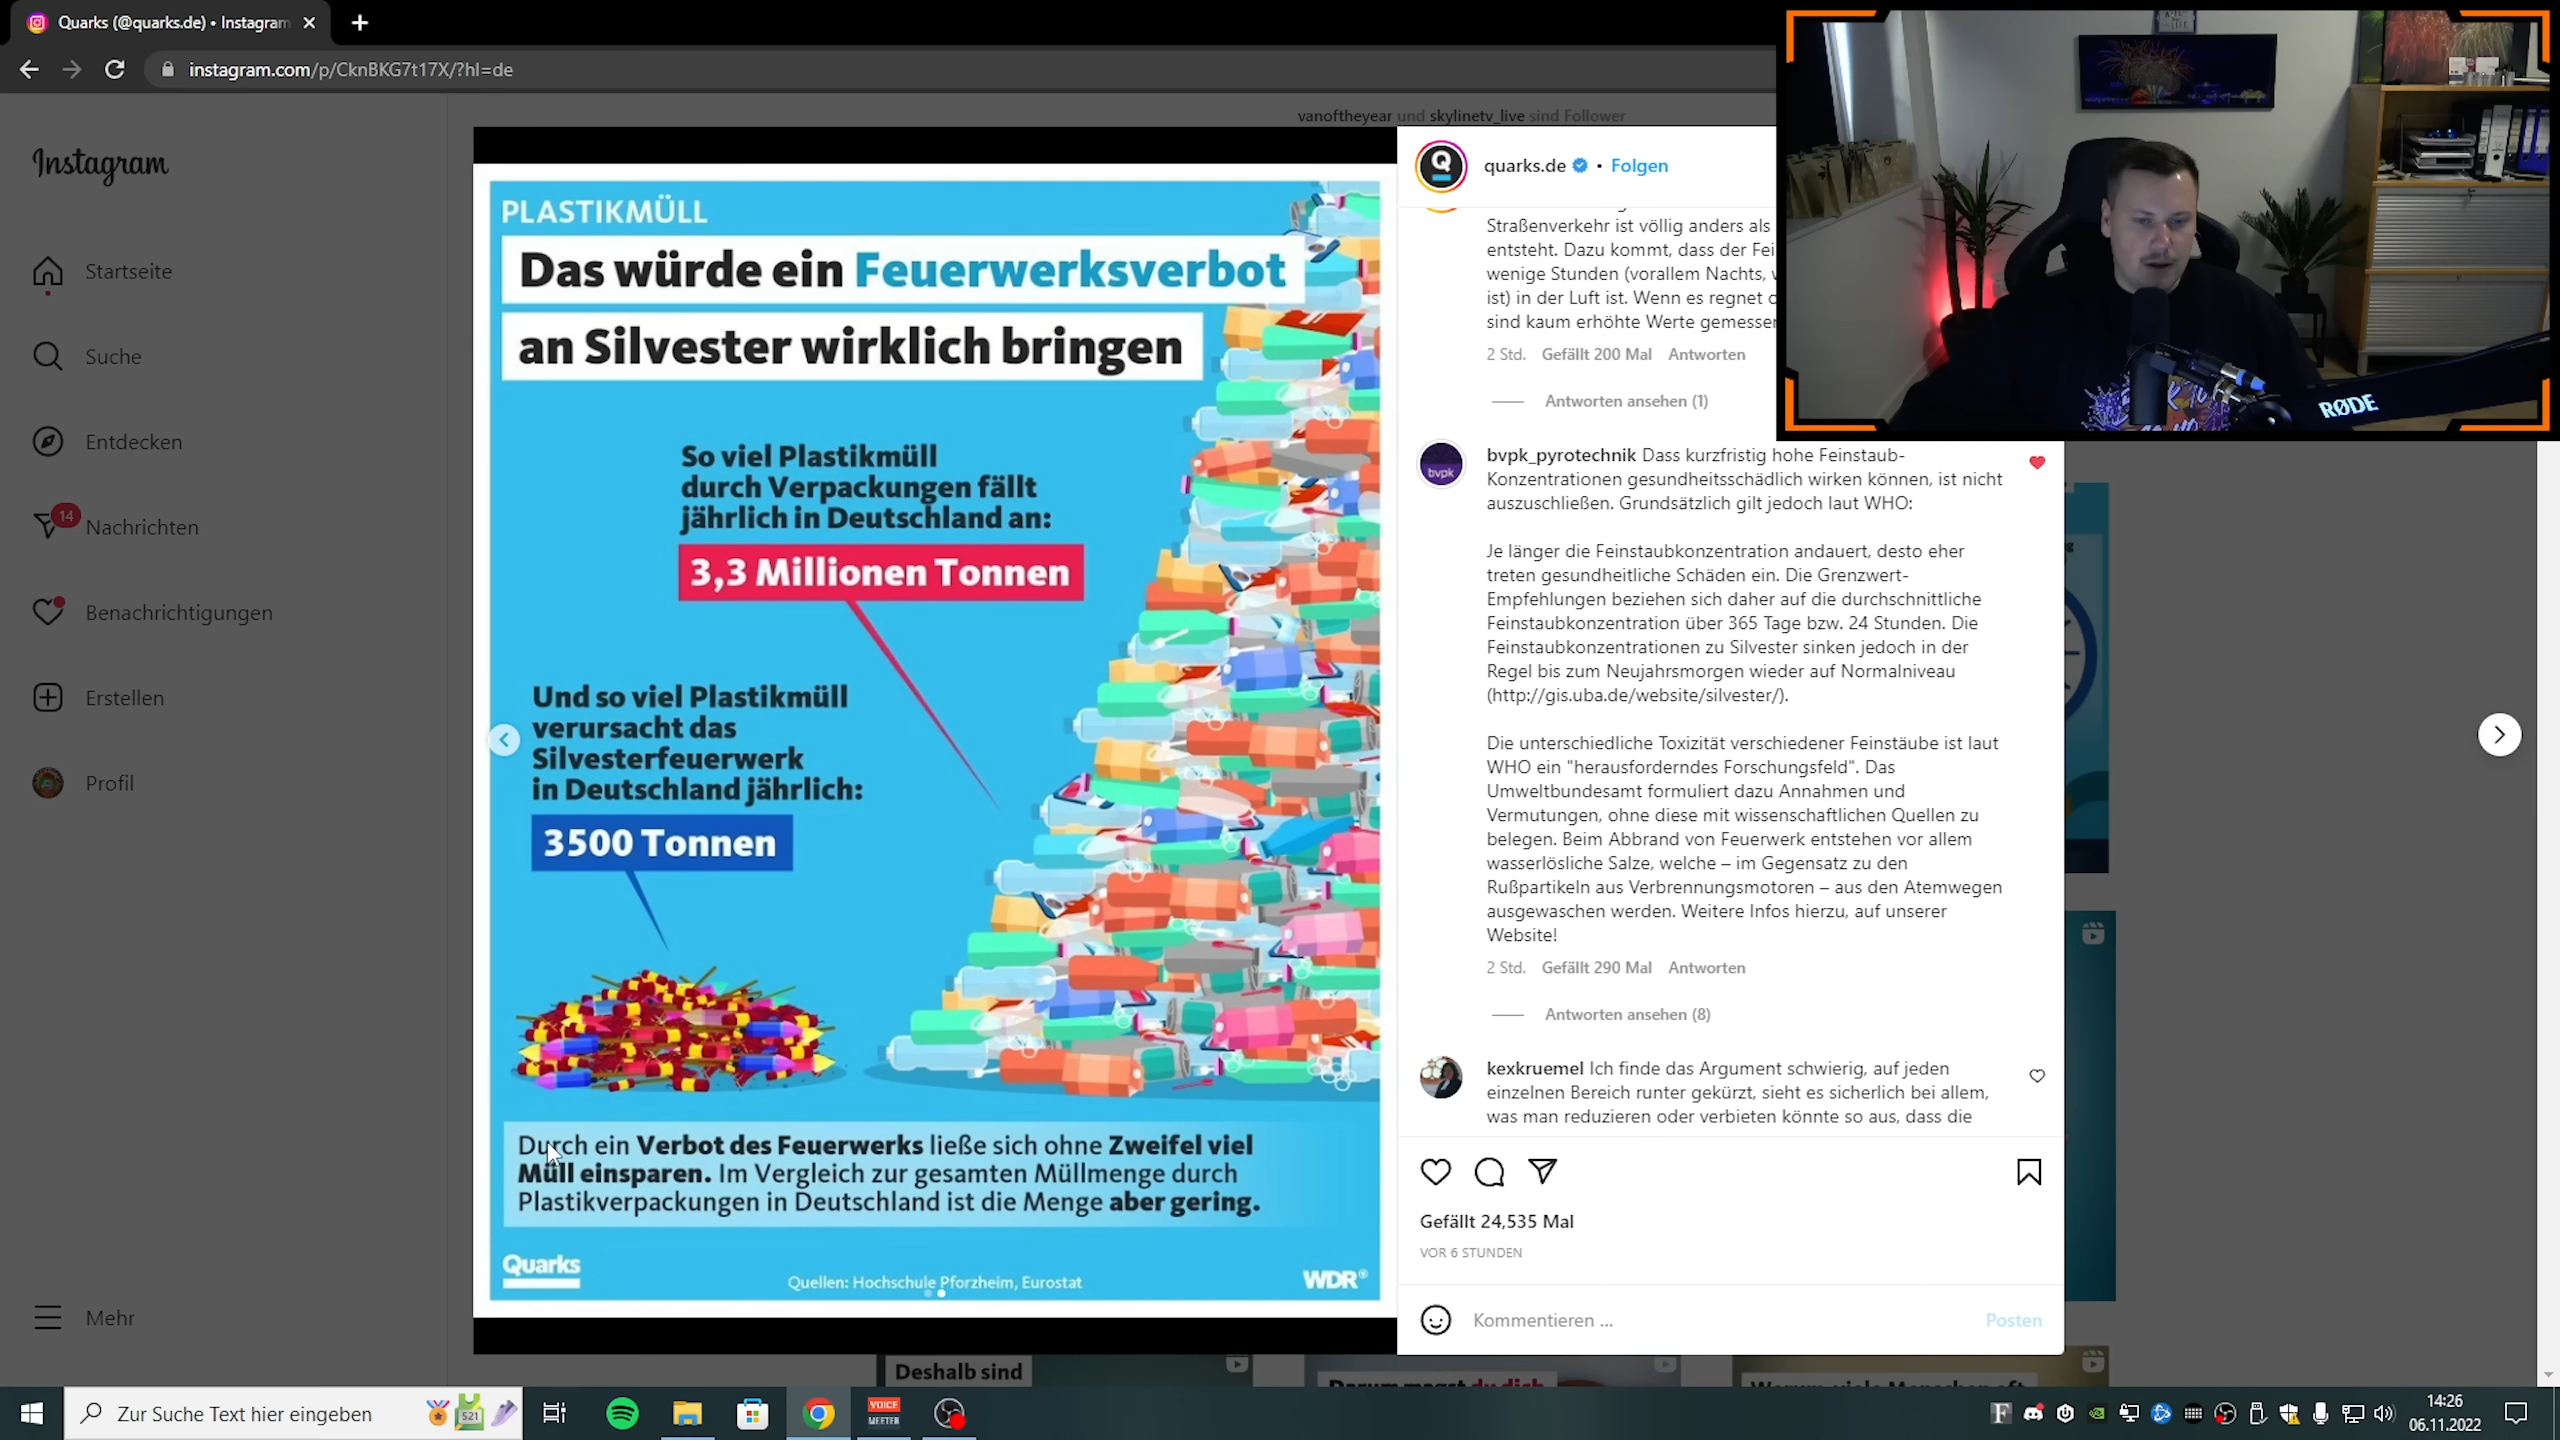 Quarks (@quarks.de) • Instagram
instagram.com/p/CknBKG7t17X/?hl=de
vanoftheyear und skylinetv_live sind Follower
Instagram
Startseite
Suche
Entdecken
14
Nachrichten
Benachrichtigungen
Erstellen
Profil
Mehr
PLASTIKMÜLL
Das würde ein Feuerwerksverbot
an Silvester wirklich bringen
So viel Plastikmüll
durch Verpackungen fällt
jährlich in Deutschland an:
3,3 Millionen Tonnen
Und so viel Plastikmüll
verursacht das
Silvesterfeuerwerk
in Deutschland jährlich:
3500 Tonnen
Durch ein Verbot des Feuerwerks ließe sich ohne Zweifel viel
Müll einsparen. Im Vergleich zur gesamten Müllmenge durch
Plastikverpackungen in Deutschland ist die Menge aber gering.
Quarks
Quellen: Hochschule Pforzheim, Eurostat
WDR®
Q
quarks.de • Folgen
Straßenverkehr ist völlig anders als
entsteht. Dazu kommt, dass der Fei
wenige Stunden (vorallem Nachts,
ist) in der Luft ist. Wenn es regnet
sind kaum erhöhte Werte gemessen
2 Std. Gefällt 200 Mal Antworten
Antworten ansehen (1)
bvpk
bvpk_pyrotechnik Dass kurzfristig hohe Feinstaub-
Konzentrationen gesundheitsschädlich wirken können, ist nicht
auszuschließen. Grundsätzlich gilt jedoch laut WHO:
Je länger die Feinstaubkonzentration andauert, desto eher
treten gesundheitliche Schäden ein. Die Grenzwert-
Empfehlungen beziehen sich daher auf die durchschnittliche
Feinstaubkonzentration über 365 Tage bzw. 24 Stunden. Die
Feinstaubkonzentrationen zu Silvester sinken jedoch in der
Regel bis zum Neujahrsmorgen wieder auf Normalniveau
(http://gis.uba.de/website/silvester/).
Die unterschiedliche Toxizität verschiedener Feinstäube ist laut
WHO ein "herausforderndes Forschungsfeld". Das
Umweltbundesamt formuliert dazu Annahmen und
Vermutungen, ohne diese mit wissenschaftlichen Quellen zu
belegen. Beim Abbrand von Feuerwerk entstehen vor allem
wasserlösliche Salze, welche – im Gegensatz zu den
Rußpartikeln aus Verbrennungsmotoren – aus den Atemwegen
ausgewaschen werden. Weitere Infos hierzu, auf unserer
Website!
2 Std. Gefällt 290 Mal Antworten
Antworten ansehen (8)
kexkruemel Ich finde das Argument schwierig, auf jeden
einzelnen Bereich runter gekürzt, sieht es sicherlich bei allem,
was man reduzieren oder verbieten könnte so aus, dass die
Gefällt 24,535 Mal
VOR 6 STUNDEN
Kommentieren ...
Posten
RØDE
Deshalb sind
Darum magst du dich
Warum viele Menschen oft
Zur Suche Text hier eingeben
521
VOICE
MEETER
14:26
06.11.2022